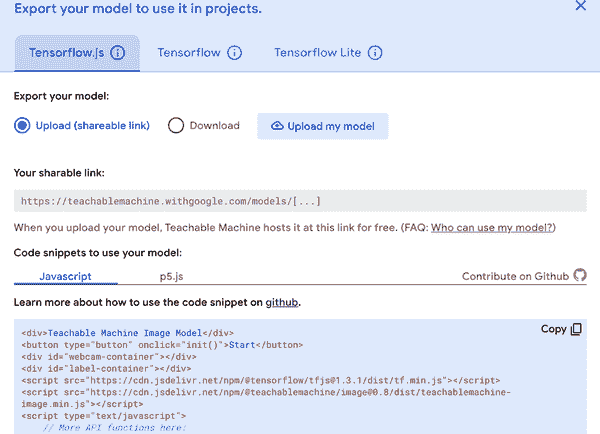 Export your model to use it in projects.
Tensorflow.js Tensorflow Tensorflow Lite
Export your model:
Upload (shareable link) Download Upload my model
Your sharable link:
https://teachablemachine.withgoogle.com/models/[...]
When you upload your model, Teachable Machine hosts it at this link for free. (FAQ: Who can use my model?)
Code snippets to use your model:
Javascript p5.js Contribute on Github
Learn more about how to use the code snippet on github.
Copy
<div>Teachable Machine Image Model</div>
<button type="button" onclick="init()">Start</button>
<div id="webcam-container"></div>
<div id="label-container"></div>
<script src="https://cdn.jsdelivr.net/npm/@tensorflow/tfjs@1.3.1/dist/tf.min.js"></script>
<script src="https://cdn.jsdelivr.net/npm/@teachablemachine/image@0.8/dist/teachablemachine-
image.min.js"></script>
<script type="text/javascript">
// More API functions here: